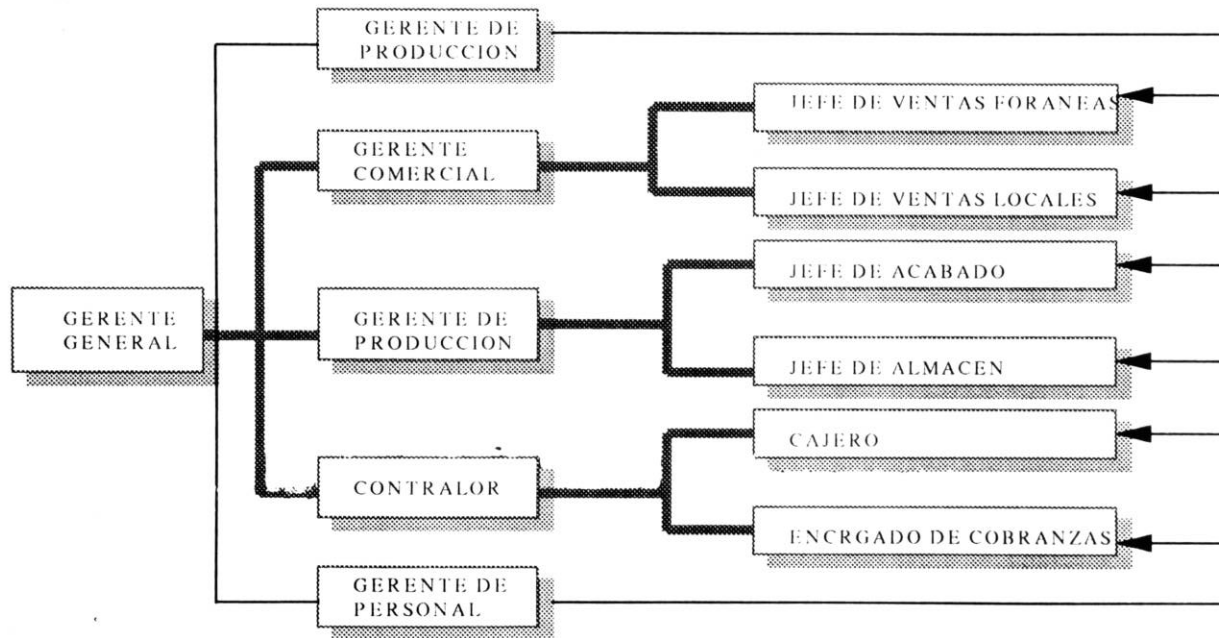 GERENTE DE
PRODUCCION
JEFE DE VENTAS FORANEAS
GERENTE
COMERCIAL
JEFE DE VENTAS LOCALES
JEFE DE ACABADO
GERENTE
GENERAL
GERENTE DE
PRODUCCION
JEFE DE ALMACEN
CAJERO
CONTRALOR
ENCRGADO DE COBRANZAS
GERENTE DE
PERSONAL